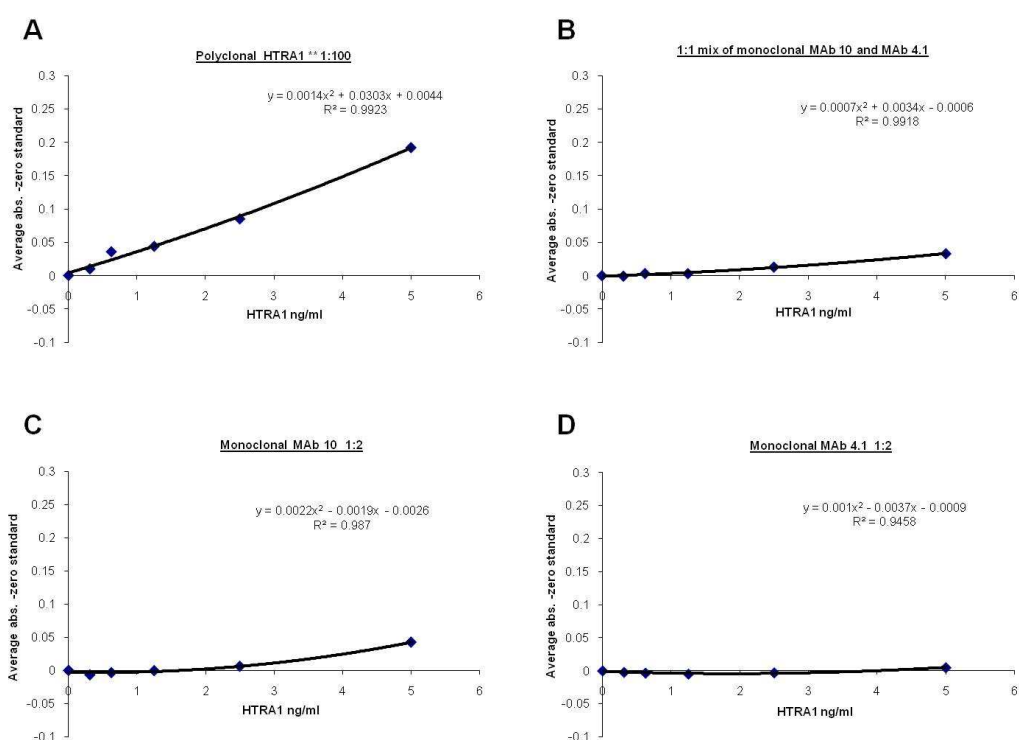 A
Polyclonal HTRA1 ** 1:100
y = 0.0014x² + 0.0303x + 0.0044
R² = 0.9923
Average abs. -zero standard
0.3
0.25
0.2
0.15
0.1
0.05
0
-0.05
-0.1
0 1 2 3 4 5 6
HTRA1 ng/ml
B
1:1 mix of monoclonal MAb 10 and MAb 4.1
y = 0.0007x² + 0.0034x - 0.0006
R² = 0.9918
Average abs. -zero standard
0.3
0.25
0.2
0.15
0.1
0.05
0
-0.05
-0.1
0 1 2 3 4 5 6
HTRA1 ng/ml
C
Monoclonal MAb 10 1:2
y = 0.0022x² - 0.0019x - 0.0026
R² = 0.987
Average abs. -zero standard
0.3
0.25
0.2
0.15
0.1
0.05
0
-0.05
-0.1
0 1 2 3 4 5 6
HTRA1 ng/ml
D
Monoclonal MAb 4.1 1:2
y = 0.001x² - 0.0037x - 0.0009
R² = 0.9458
Average abs. -zero standard
0.3
0.25
0.2
0.15
0.1
0.05
0
-0.05
-0.1
0 1 2 3 4 5 6
HTRA1 ng/ml